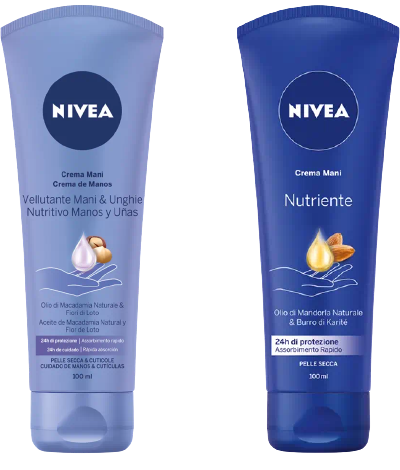 NIVEA
Crema Mani
Crema de Manos
Vellutante Mani & Unghie
Nutritivo Manos y Uñas
Olio di Macadamia Naturale &
Fiori di Loto
Aceite de Macadamia Natural y
Flor de Loto
24h di protezione | Assorbimento rapido
24h de cuidado | Rápida absorción
PELLE SECCA & CUTICOLE
CUIDADO DE MANOS & CUTÍCULAS
100 ml
NIVEA
Crema Mani
Nutriente
Olio di Mandorla Naturale
& Burro di Karité
24h di protezione
Assorbimento Rapido
PELLE SECCA
100 ml